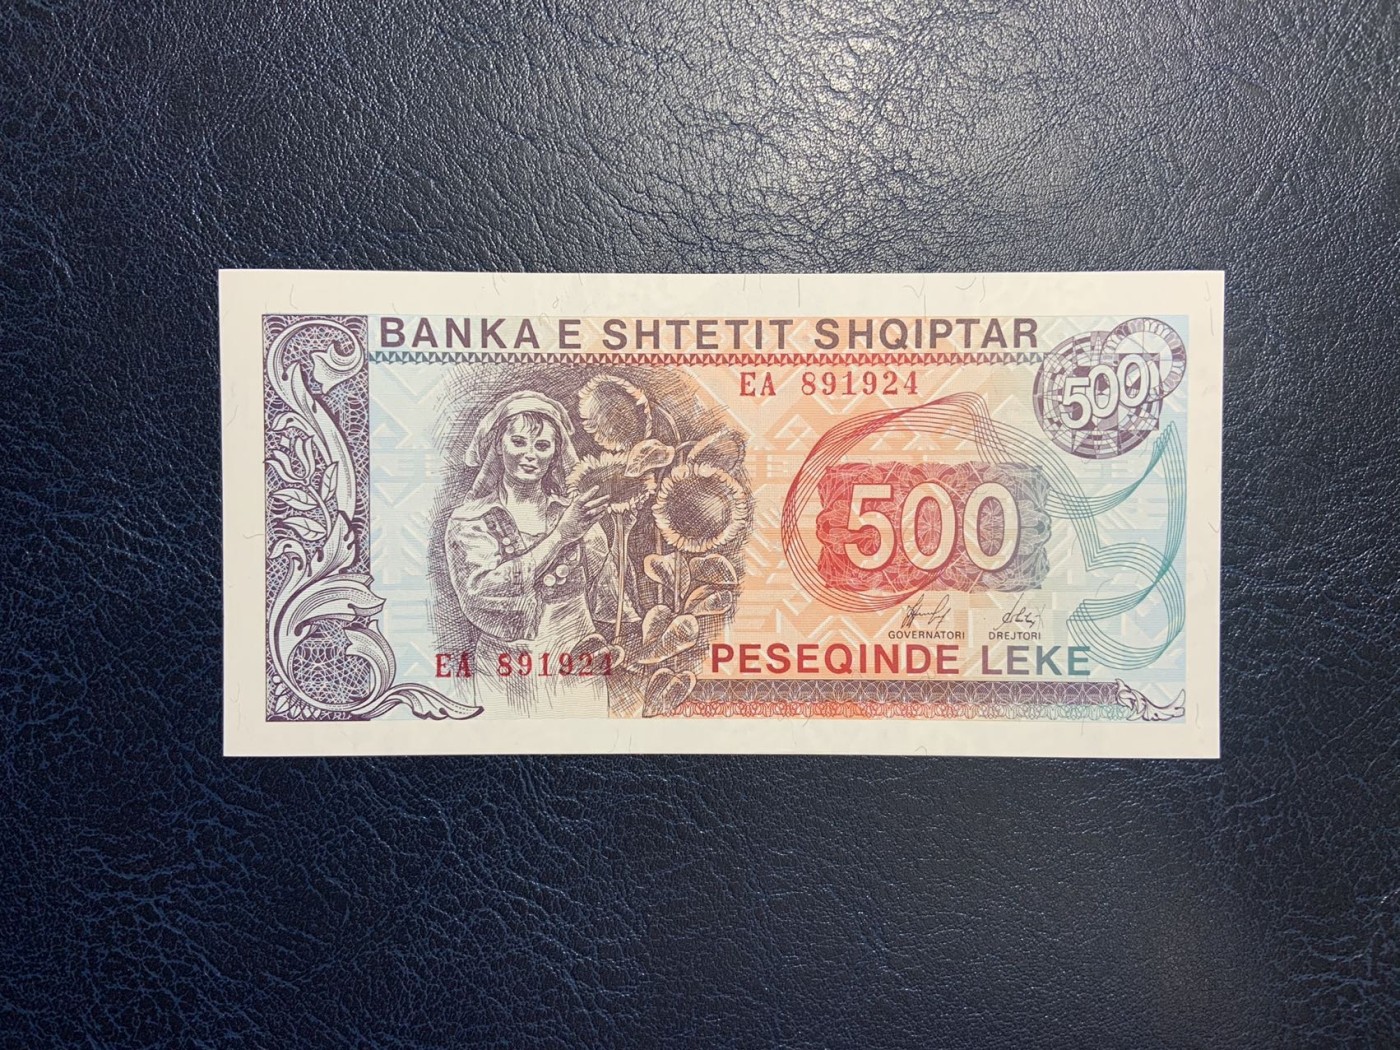 BANKA E SHTETIT SHQIPTAR
EA 891924
500
500
GOVERNATORI DREJTORI
EA 891924
PESEQINDE LEKE